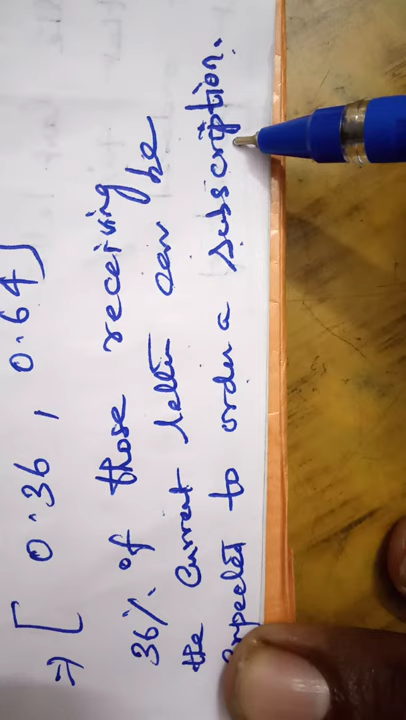 ⇒ [ 0.36 , 0.64 ]
36% of those receiving
the current letter can be
expected to order a subscription.